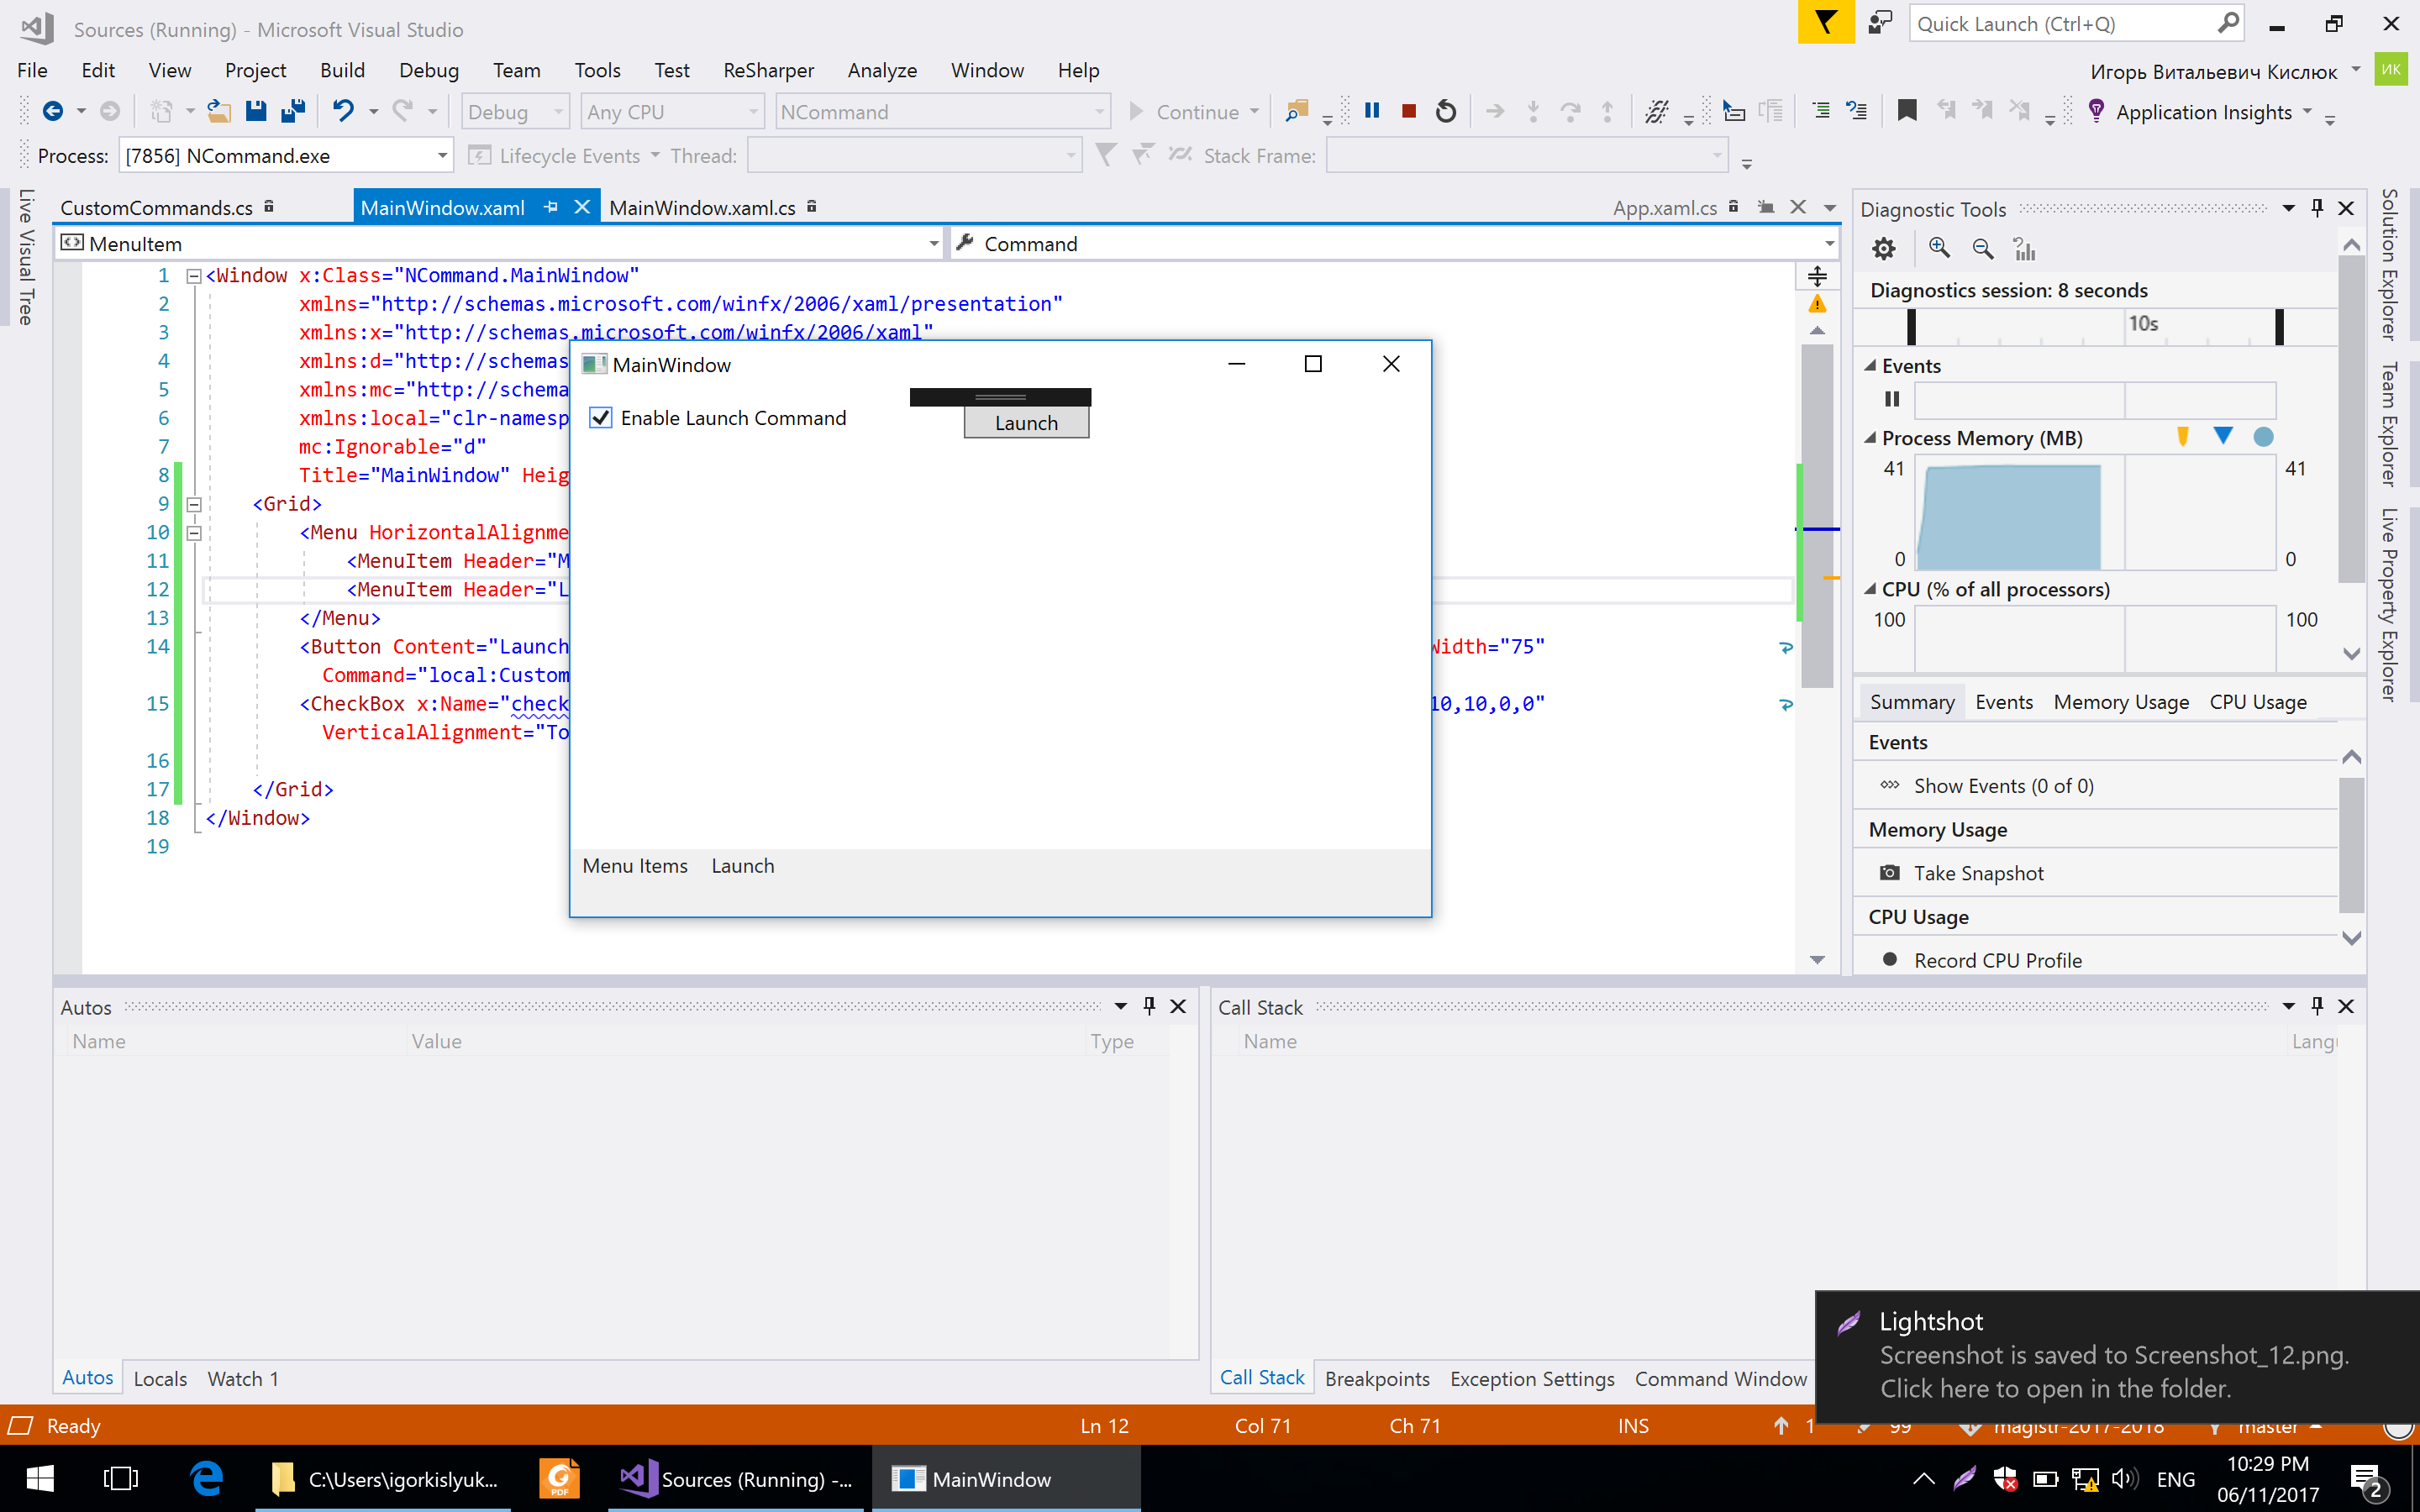 Sources (Running) - Microsoft Visual Studio
Quick Launch (Ctrl+Q)
File Edit View Project Build Debug Team Tools Test ReSharper Analyze Window Help
Игорь Витальевич Кислюк
ИК
Debug Any CPU NCommand Continue Application Insights
Process: [7856] NCommand.exe Lifecycle Events Thread: Stack Frame:
Live Visual Tree
CustomCommands.cs MainWindow.xaml MainWindow.xaml.cs App.xaml.cs
MenuItem Command
1 <Window x:Class="NCommand.MainWindow"
2 xmlns="http://schemas.microsoft.com/winfx/2006/xaml/presentation"
3 xmlns:x="http://schemas.microsoft.com/winfx/2006/xaml"
4 xmlns:d="http://schemas
5 xmlns:mc="http://schema
6 xmlns:local="clr-namesp
7 mc:Ignorable="d"
8 Title="MainWindow" Heig
9 <Grid>
10 <Menu HorizontalAlignme
11 <MenuItem Header="M
12 <MenuItem Header="L
13 </Menu>
14 <Button Content="Launch Width="75"
Command="local:Custom
15 <CheckBox x:Name="check 10,10,0,0"
VerticalAlignment="To
16
17 </Grid>
18 </Window>
19
MainWindow
Enable Launch Command
Launch
Menu Items Launch
Diagnostic Tools
Diagnostics session: 8 seconds
10s
Events
Process Memory (MB)
41 41
0 0
CPU (% of all processors)
100 100
Summary Events Memory Usage CPU Usage
Events
Show Events (0 of 0)
Memory Usage
Take Snapshot
CPU Usage
Record CPU Profile
Solution Explorer
Team Explorer
Live Property Explorer
Autos
Name Value Type
Autos Locals Watch 1
Call Stack
Name Langu
Call Stack Breakpoints Exception Settings Command Window
Lightshot
Screenshot is saved to Screenshot_12.png.
Click here to open in the folder.
Ready Ln 12 Col 71 Ch 71 INS 1 99 magistr-2017-2018 master
PDF
C:\Users\igorkislyuk...
Sources (Running) -...
MainWindow
ENG
10:29 PM
06/11/2017
2